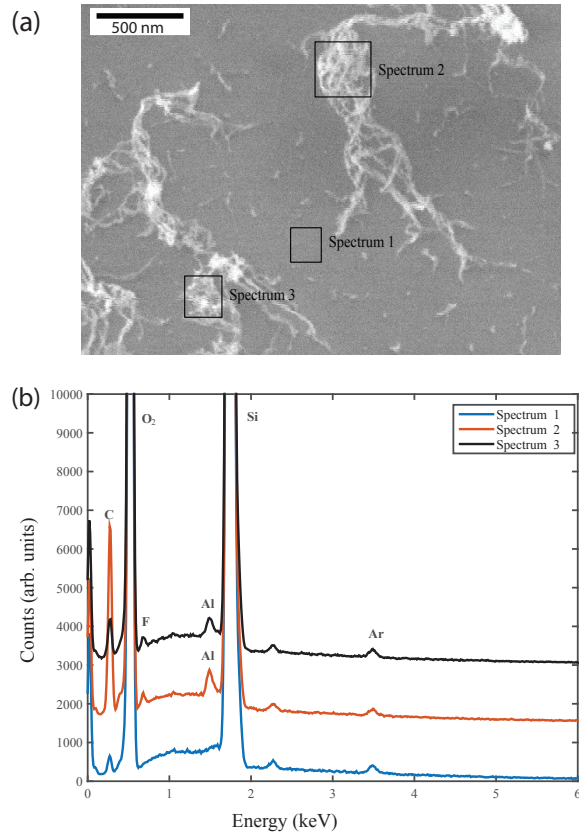 (a)
500 nm
Spectrum 2
Spectrum 1
Spectrum 3
(b)
10000
9000
8000
7000
6000
5000
4000
3000
2000
1000
0
Counts (arb. units)
O₂
Si
C
F
Al
Al
Ar
Spectrum 1
Spectrum 2
Spectrum 3
0 1 2 3 4 5 6
Energy (keV)